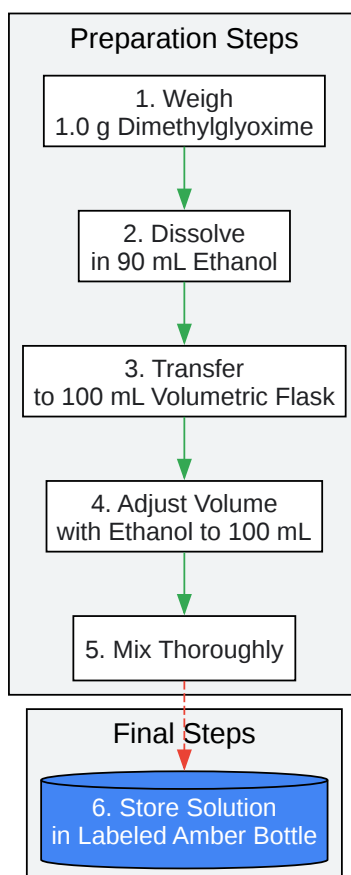 Preparation Steps
1. Weigh
1.0 g Dimethylglyoxime
2. Dissolve
in 90 mL Ethanol
3. Transfer
to 100 mL Volumetric Flask
4. Adjust Volume
with Ethanol to 100 mL
5. Mix Thoroughly
Final Steps
6. Store Solution
in Labeled Amber Bottle